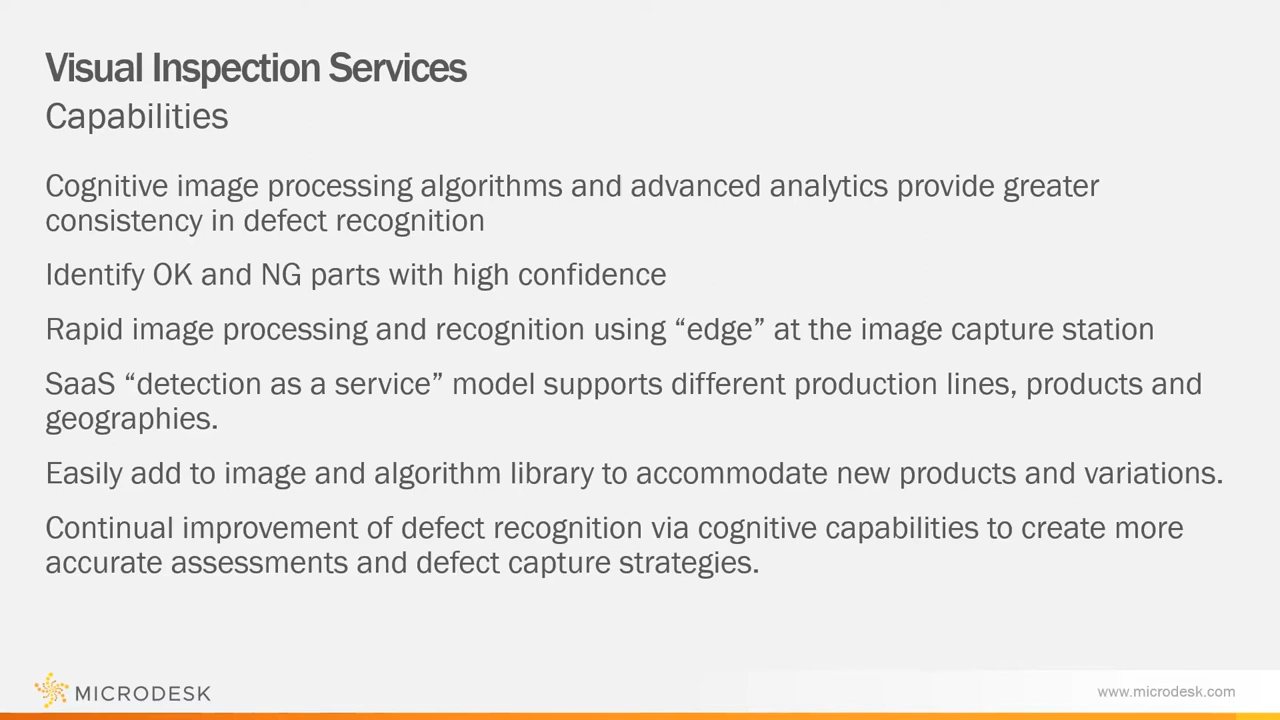 Visual Inspection Services
Capabilities
Cognitive image processing algorithms and advanced analytics provide greater
consistency in defect recognition
Identify OK and NG parts with high confidence
Rapid image processing and recognition using “edge” at the image capture station
SaaS “detection as a service” model supports different production lines, products and
geographies.
Easily add to image and algorithm library to accommodate new products and variations.
Continual improvement of defect recognition via cognitive capabilities to create more
accurate assessments and defect capture strategies.
MICRODESK
www.microdesk.com